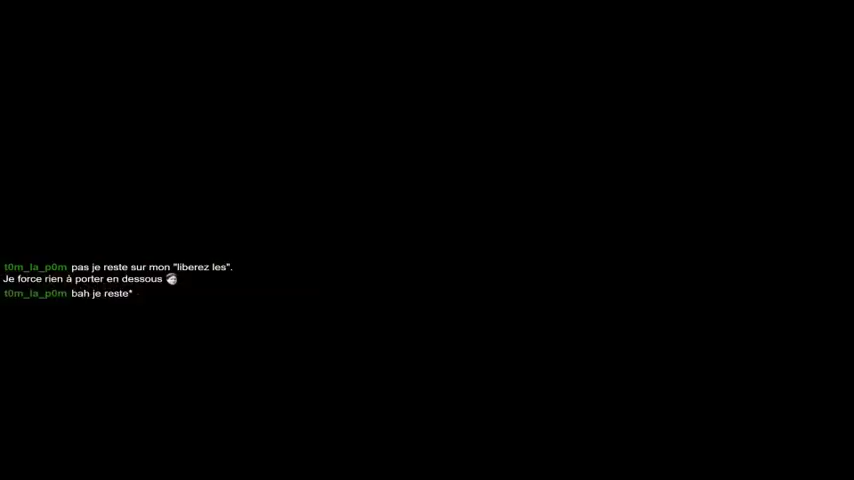 t0m_la_p0m pas je reste sur mon "liberez les".
Je force rien à porter en dessous
t0m_la_p0m bah je reste*